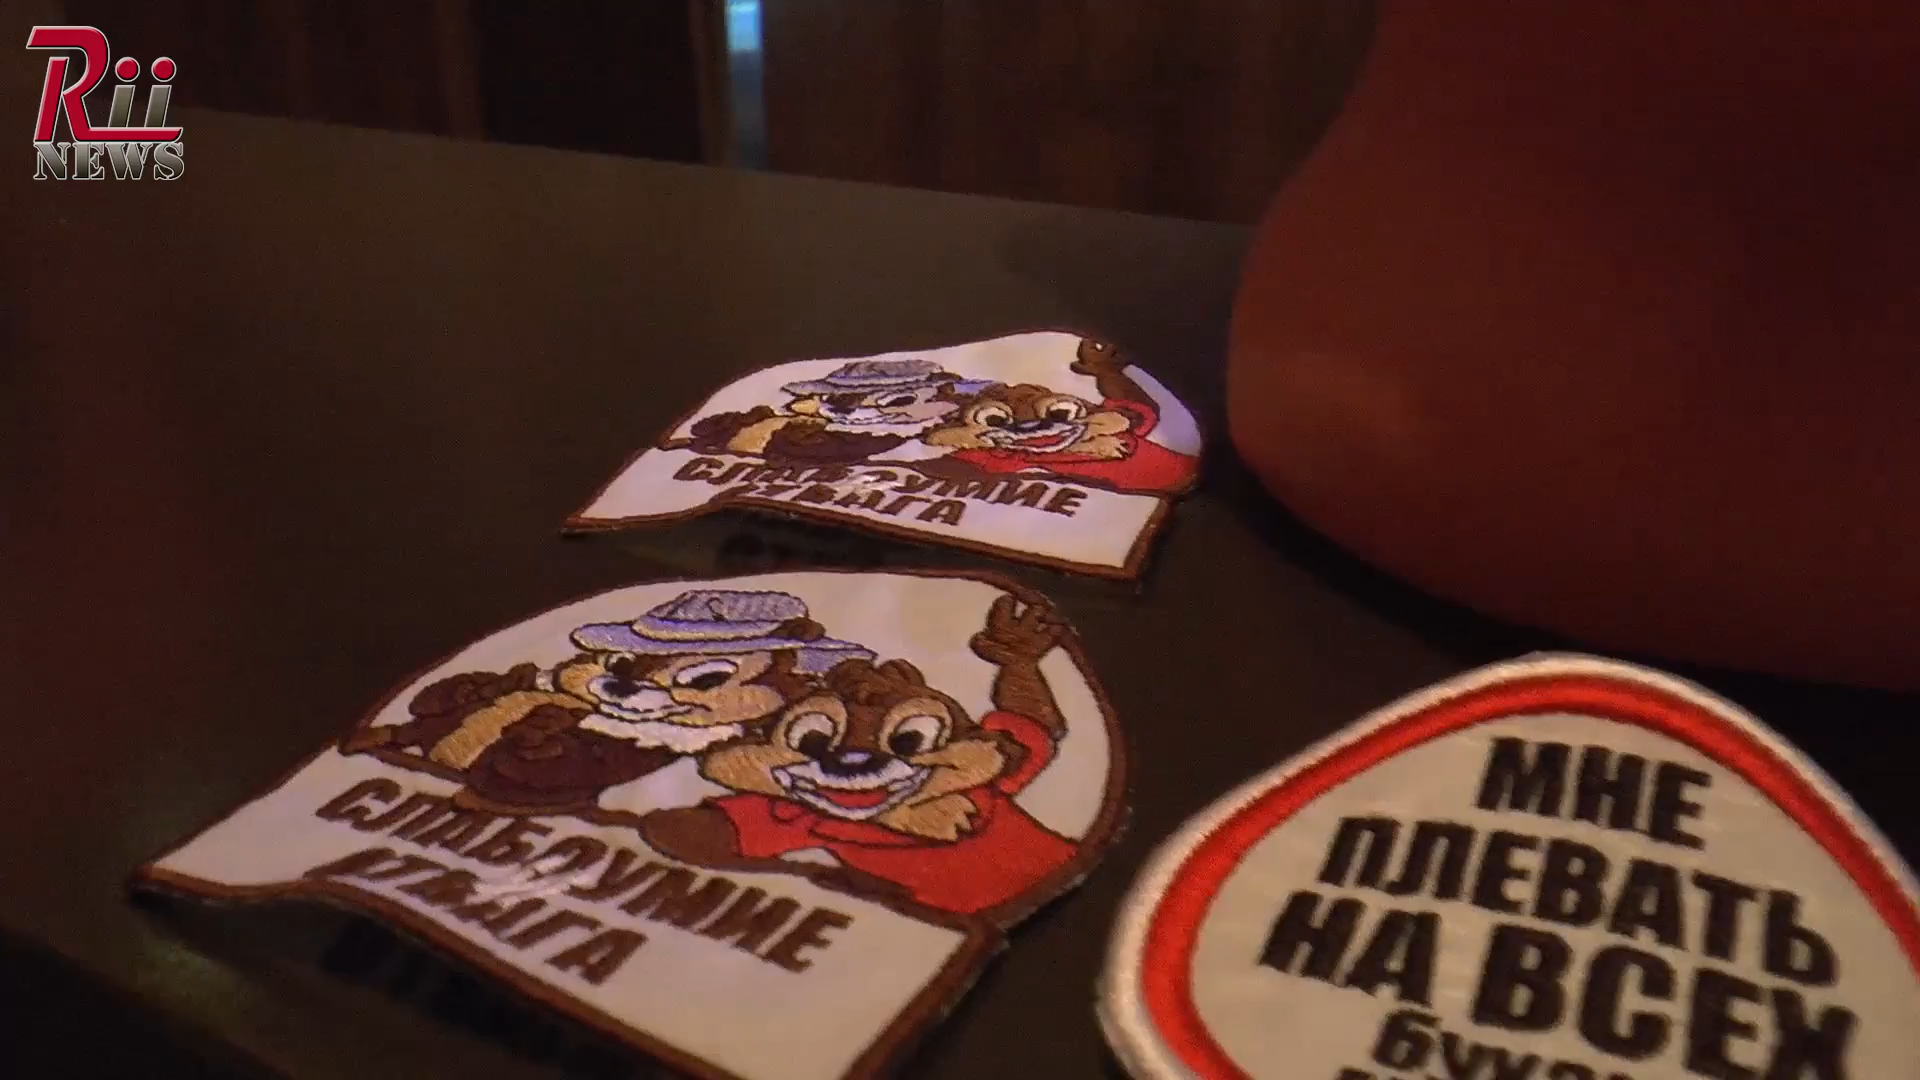 Rii
NEWS
СЛАБОУМИЕ
ОТВАГА
СЛАБОУМИЕ
ОТВАГА
МНЕ
ПЛЕВАТЬ
НА ВСЕХ